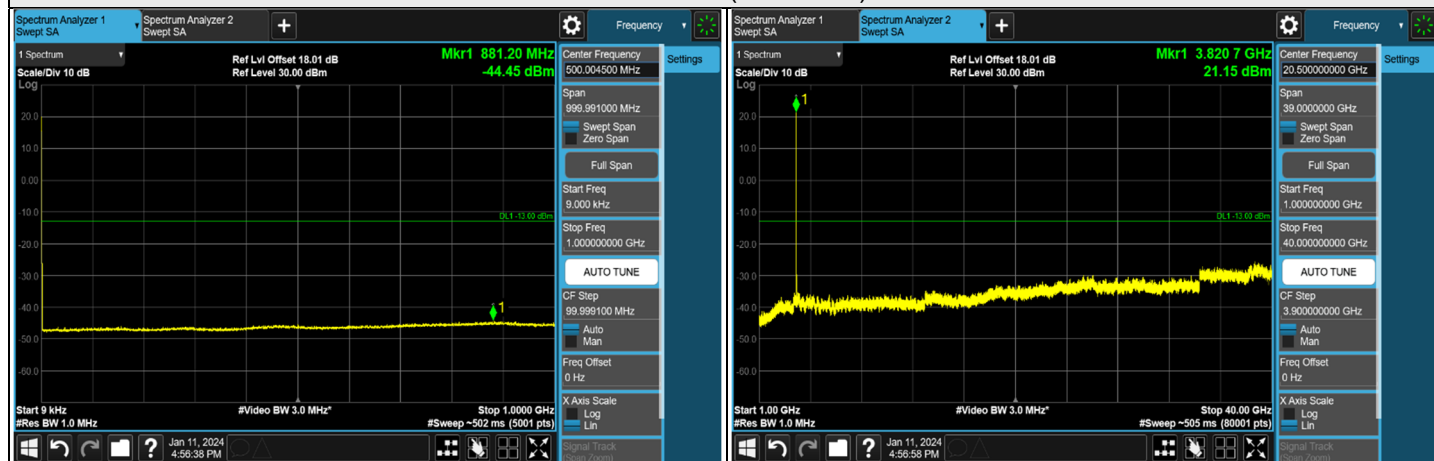 Spectrum Analyzer 1
Swept SA
Spectrum Analyzer 2
Swept SA
+
Frequency
1 Spectrum
Scale/Div 10 dB
Log
Ref Lvl Offset 18.01 dB
Ref Level 30.00 dBm
Mkr1 881.20 MHz
-44.45 dBm
20.0
10.0
0.00
-10.0
-20.0
-30.0
-40.0
-50.0
-60.0
DL1 -13.00 dBm
1
Start 9 kHz
#Res BW 1.0 MHz
#Video BW 3.0 MHz*
Stop 1.0000 GHz
#Sweep ~502 ms (5001 pts)
Center Frequency
500.004500 MHz
Settings
Span
999.991000 MHz
Swept Span
Zero Span
Full Span
Start Freq
9.000 kHz
Stop Freq
1.000000000 GHz
AUTO TUNE
CF Step
99.999100 MHz
Auto
Man
Freq Offset
0 Hz
X Axis Scale
Log
Lin
Signal Track
(Span Zoom)
?
Jan 11, 2024
4:56:38 PM
Spectrum Analyzer 1
Swept SA
Spectrum Analyzer 2
Swept SA
+
Frequency
1 Spectrum
Scale/Div 10 dB
Log
Ref Lvl Offset 18.01 dB
Ref Level 30.00 dBm
Mkr1 3.820 7 GHz
21.15 dBm
1
20.0
10.0
0.00
-10.0
-20.0
-30.0
-40.0
-50.0
-60.0
DL1 -13.00 dBm
Start 1.00 GHz
#Res BW 1.0 MHz
#Video BW 3.0 MHz*
Stop 40.00 GHz
#Sweep ~505 ms (80001 pts)
Center Frequency
20.500000000 GHz
Settings
Span
39.0000000 GHz
Swept Span
Zero Span
Full Span
Start Freq
1.000000000 GHz
Stop Freq
40.000000000 GHz
AUTO TUNE
CF Step
3.900000000 GHz
Auto
Man
Freq Offset
0 Hz
X Axis Scale
Log
Lin
Signal Track
(Span Zoom)
?
Jan 11, 2024
4:56:58 PM